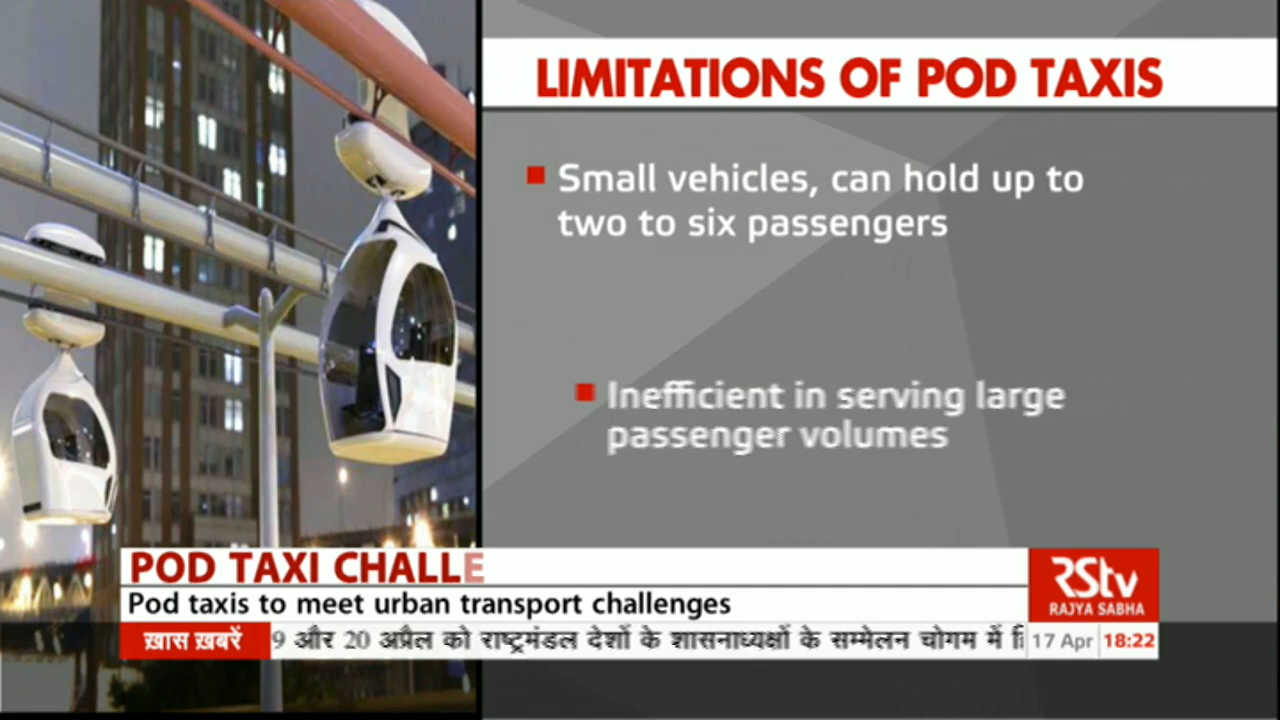 LIMITATIONS OF POD TAXIS
Small vehicles, can hold up to
two to six passengers
Inefficient in serving large
passenger volumes
POD TAXI CHALLE
Pod taxis to meet urban transport challenges
RStv
RAJYA SABHA
ख़ास ख़बरें
9 और 20 अप्रैल को राष्ट्रमंडल देशों के शासनाध्यक्षों के सम्मेलन चोगम में
17 Apr
18:22